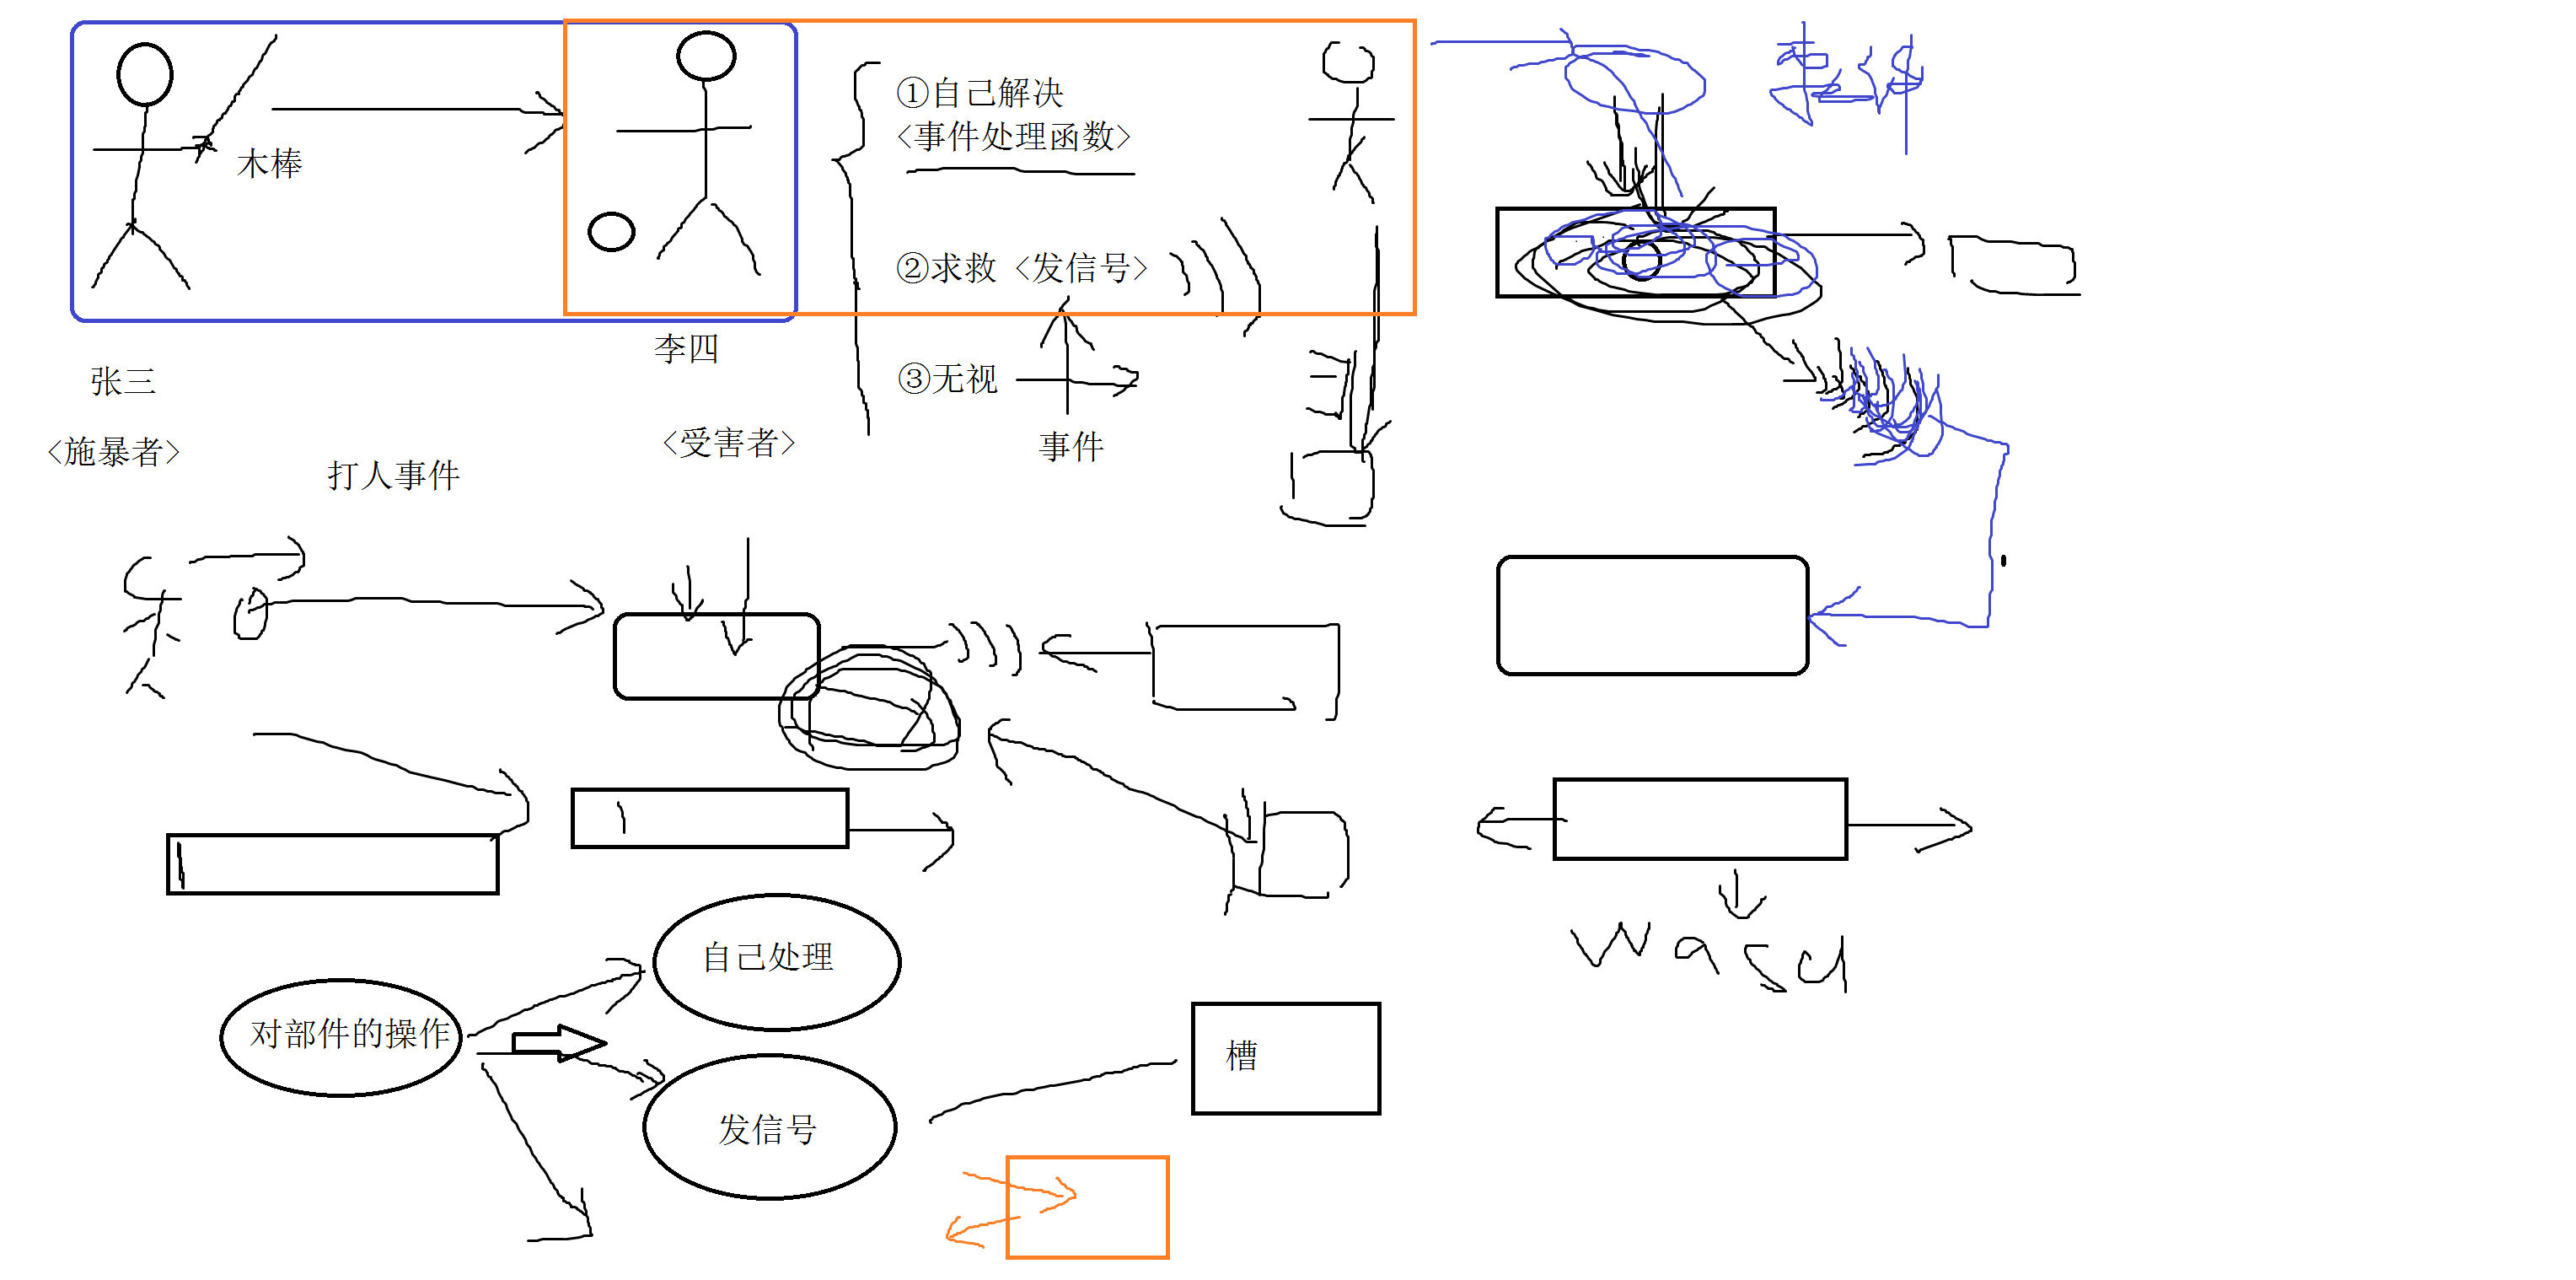 ①自己解决
<事件处理函数>
木棒
②求救 <发信号>
李四
张三
③无视
<受害者>
事件
<施暴者>
打人事件
自己处理
对部件的操作
发信号
槽
wasd
事件